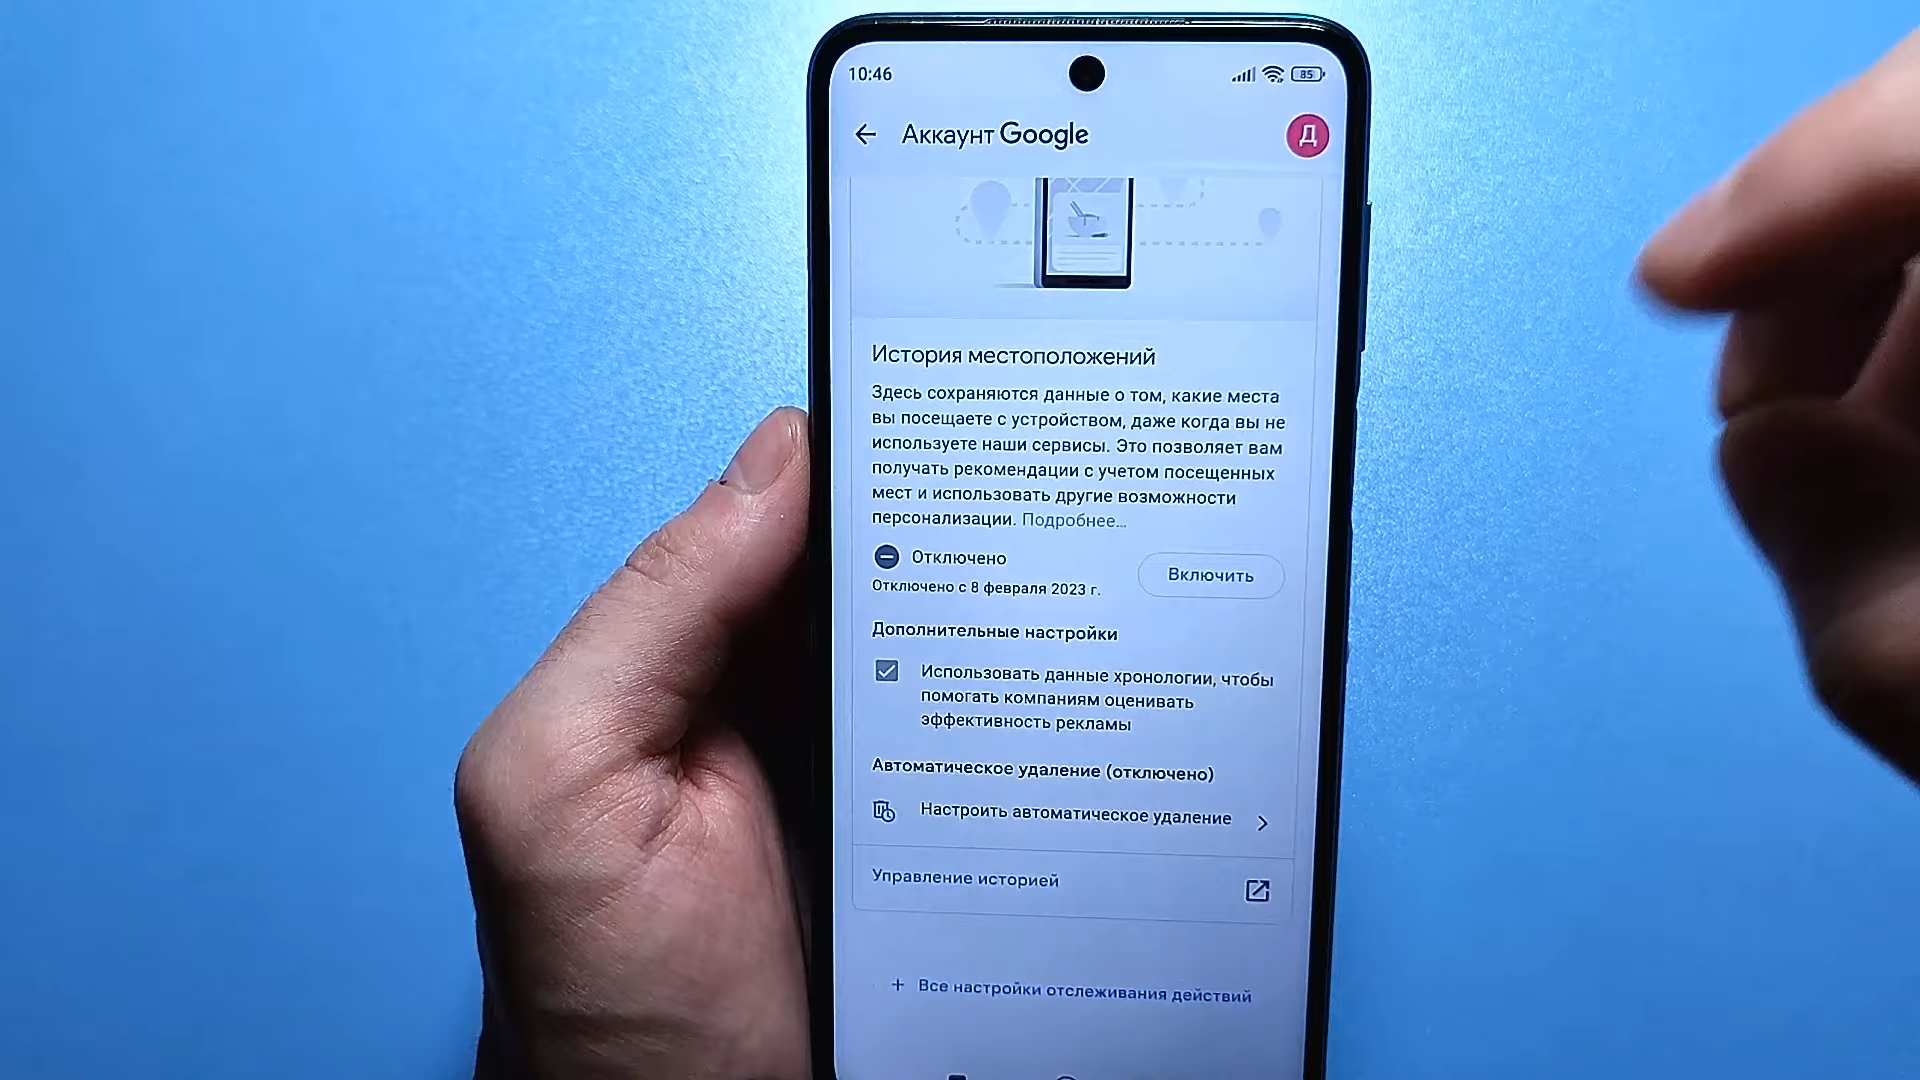 10:46
85
Аккаунт Google
Д
История местоположений
Здесь сохраняются данные о том, какие места
вы посещаете с устройством, даже когда вы не
используете наши сервисы. Это позволяет вам
получать рекомендации с учетом посещенных
мест и использовать другие возможности
персонализации. Подробнее…
Отключено
Включить
Отключено с 8 февраля 2023 г.
Дополнительные настройки
Использовать данные хронологии, чтобы
помогать компаниям оценивать
эффективность рекламы
Автоматическое удаление (отключено)
Настроить автоматическое удаление
Управление историей
+ Все настройки отслеживания действий